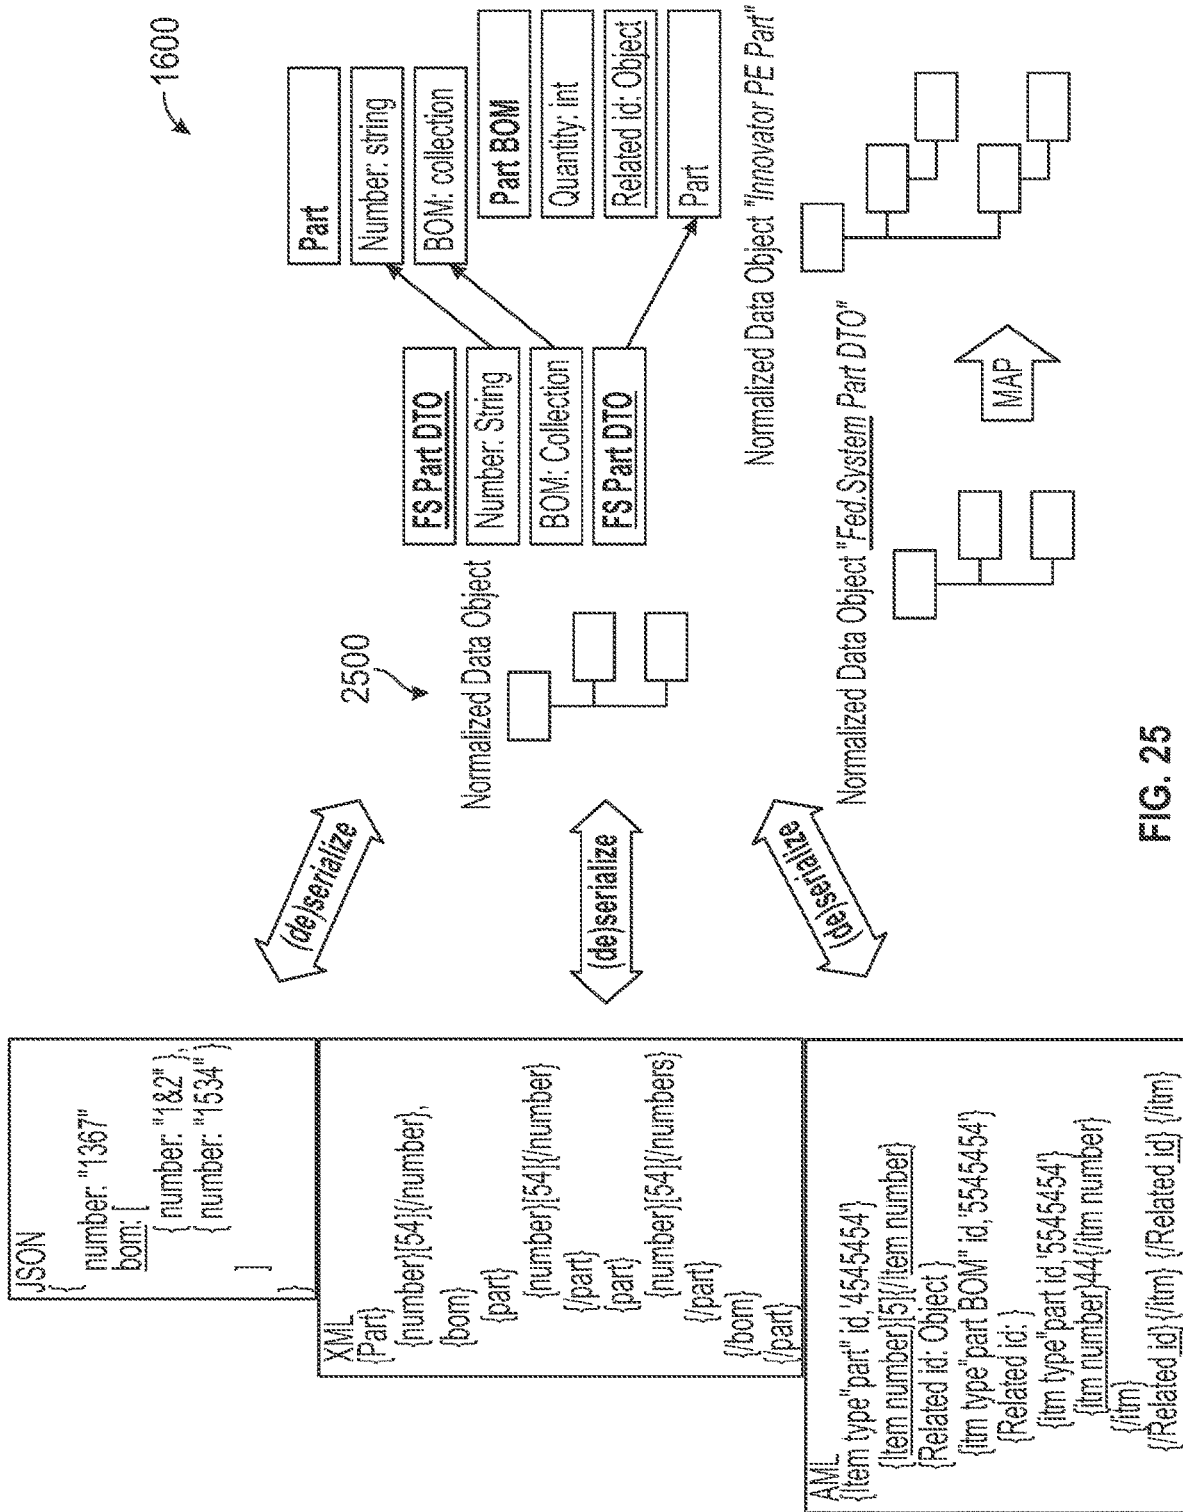 JSON
{
number: "1367"
bom: [
{ number: "1&2" },
{ number: "1534" }
]
}
XML
{Part}
{number}[54]{/number},
{bom}
{part}
{number}[54]{/number}
{/part}
{part}
{number}[54]{/numbers}
{/part}
{/bom}
{/part}
AML
{Item type"part" id,'4545454'}
{Item number}[5]{/Item number}
{Related id: Object }
{itm type"part BOM" id,'5545454'}
{Related id: }
{itm type"part id,'5545454'}
{itm number}44{/itm number}
{/itm}
{/Related id} {/itm} {/Related id} {/itm}
(de)serialize
(de)serialize
(de)serialize
2500
Normalized Data Object
FS Part DTO
Number: String
BOM: Collection
FS Part DTO
1600
Part
Number: string
BOM: collection
Part BOM
Quantity: int
Related id: Object
Part
Normalized Data Object "Innovator PE Part"
Normalized Data Object "Fed.System Part DTO"
MAP
FIG. 25